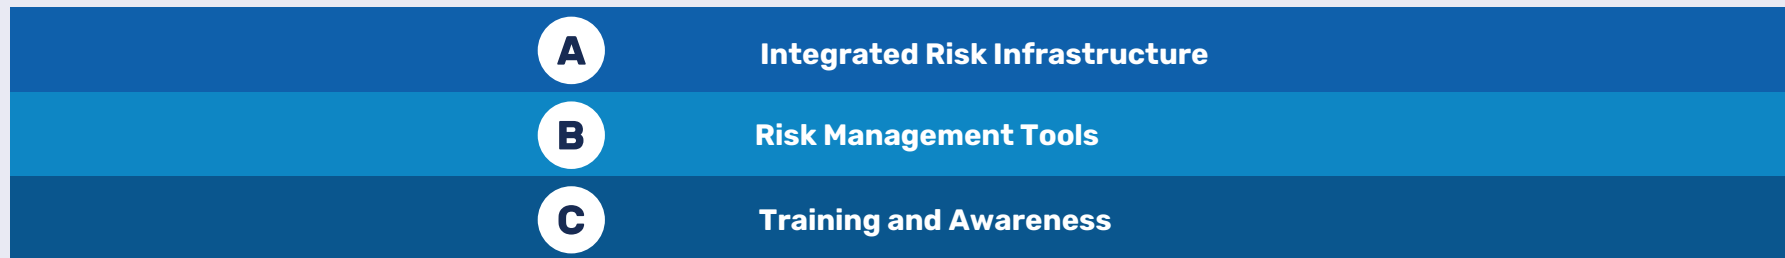 A Integrated Risk Infrastructure
B Risk Management Tools
C Training and Awareness